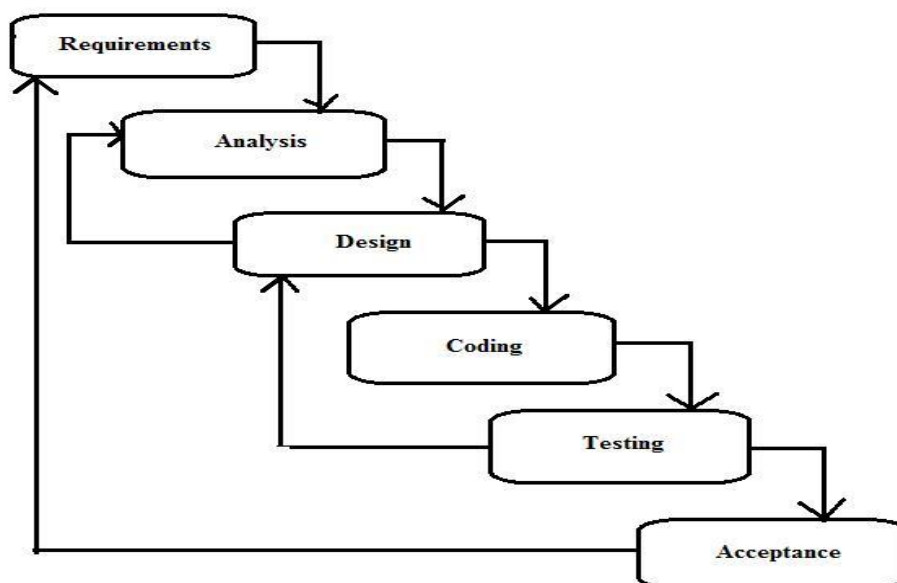 Requirements
Analysis
Design
Coding
Testing
Acceptance